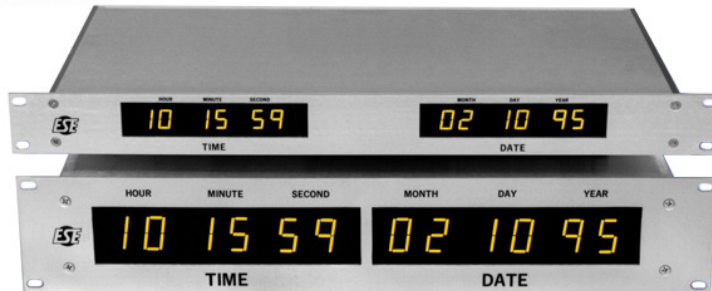 HOUR MINUTE SECOND MONTH DAY YEAR
ESE 10 15 59 02 10 95
TIME DATE
HOUR MINUTE SECOND MONTH DAY YEAR
ESE 10 15 59 02 10 95
TIME DATE